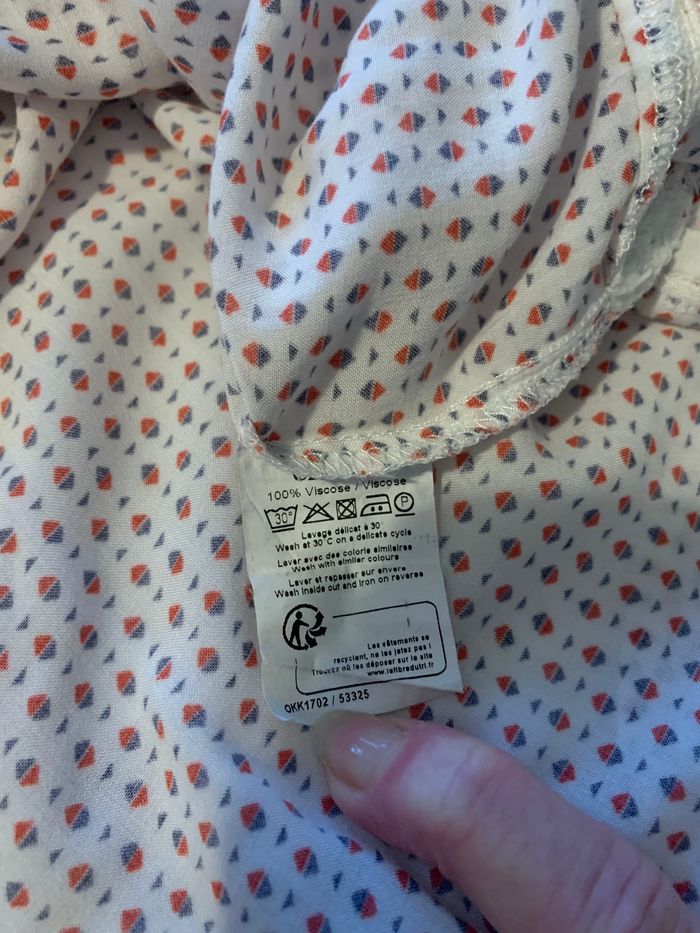 100% Viscose / Viscose
30° P
Lavage délicat à 30°
Wash at 30°C on a delicate cycle
Laver avec des coloris similaires
Wash with similar colours
Laver et repasser sur envers
Wash inside out and iron on reverse
Les vêtements se
recyclent, ne les jetez pas !
Trouvez où les déposer sur le site
www.lafibredutri.fr
OKK1702 / 53325